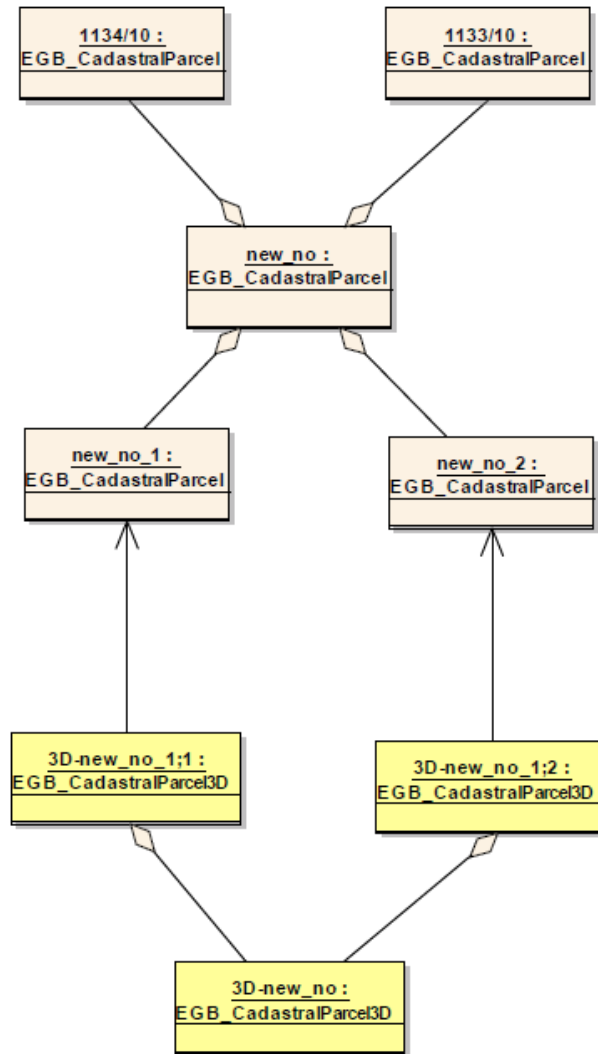 1134/10 :
EGB_CadastralParcel
1133/10 :
EGB_CadastralParcel
new_no :
EGB_CadastralParcel
new_no_1 :
EGB_CadastralParcel
new_no_2 :
EGB_CadastralParcel
3D-new_no_1;1 :
EGB_CadastralParcel3D
3D-new_no_1;2 :
EGB_CadastralParcel3D
3D-new_no :
EGB_CadastralParcel3D